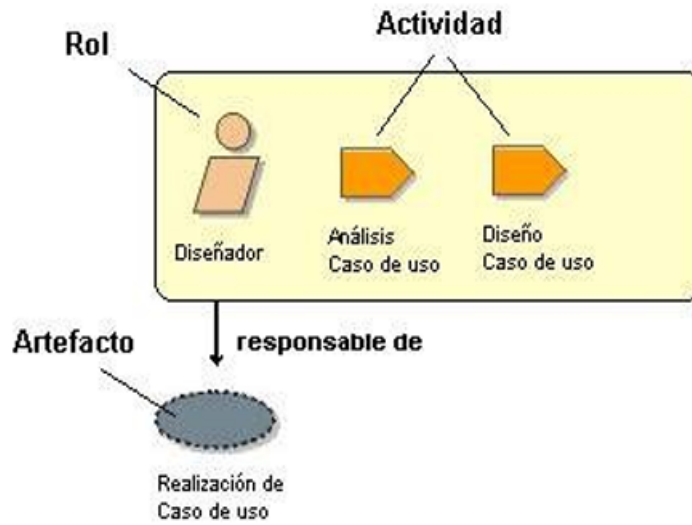 Actividad
Rol
Diseñador
Análisis
Caso de uso
Diseño
Caso de uso
Artefacto
responsable de
Realización de
Caso de uso